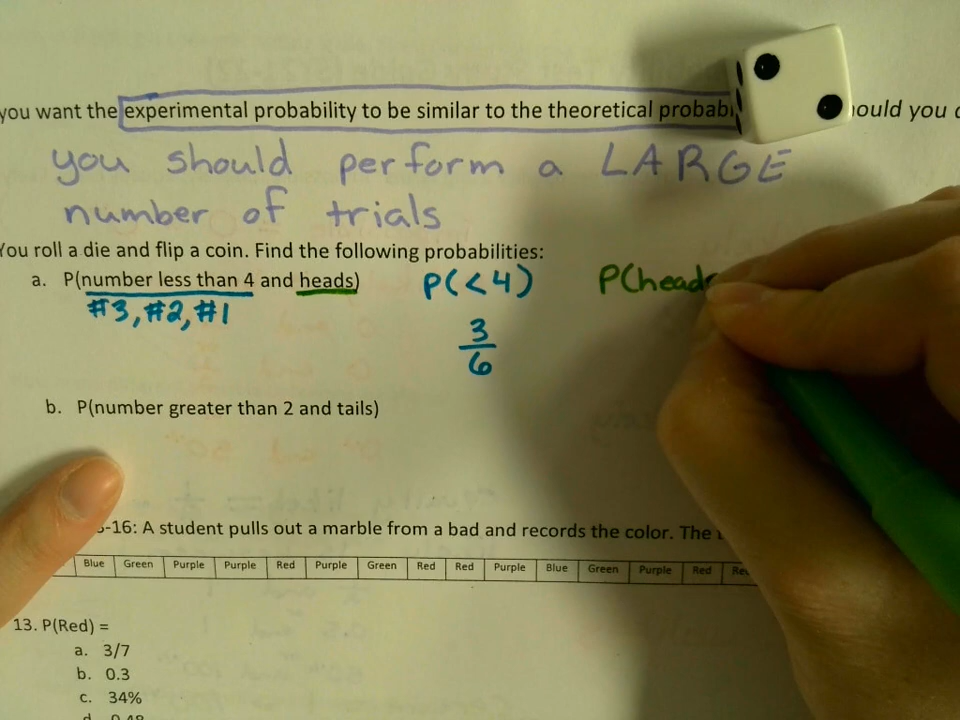 you want the experimental probability to be similar to the theoretical ould you
you should perform a LARGE
number of trials
You roll a die and flip a coin. Find the following probabilities:
a. P(number less than 4 and heads) P(<4) P(heads
#3, #2, #1
3
6
b. P(number greater than 2 and tails)
-16: A student pulls out a marble from a bad and records the color. The
Blue Green Purple Purple Red Purple Green Red Red Purple Blue Green Purple Red
13. P(Red) =
a. 3/7
b. 0.3
c. 34%